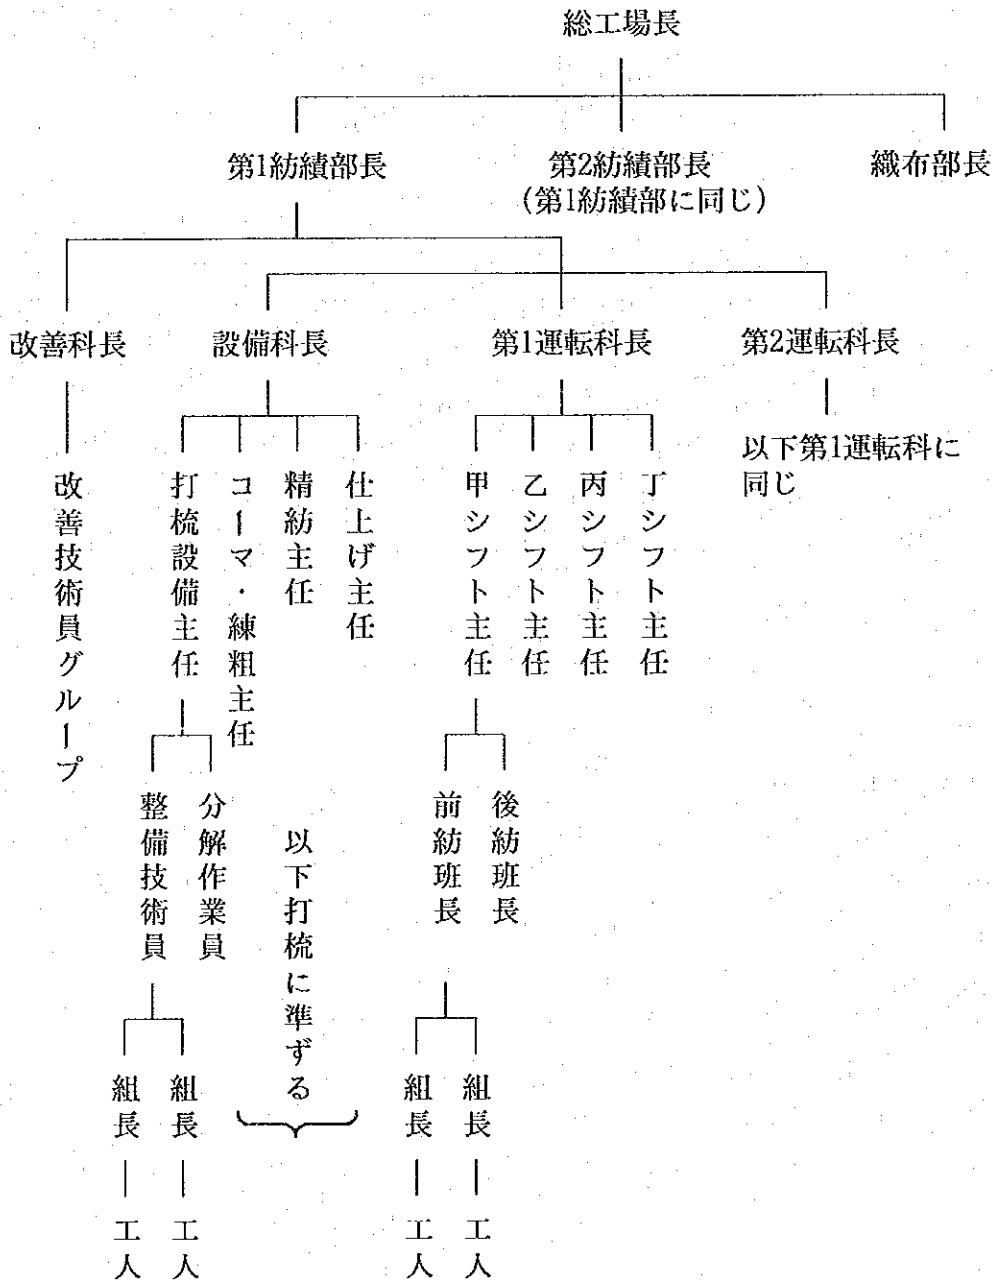 総工場長
第1紡績部長
第2紡績部長
(第1紡績部に同じ)
織布部長
改善科長
設備科長
第1運転科長
第2運転科長
改善技術員グループ
打梳設備主任
コーマ・練粗主任
精紡主任
仕上げ主任
甲シフト主任
乙シフト主任
丙シフト主任
丁シフト主任
以下第1運転科に
同じ
整備技術員
分解作業員
以下打梳に準ずる
前紡班長
後紡班長
組長
組長
組長
組長
工人
工人
工人
工人